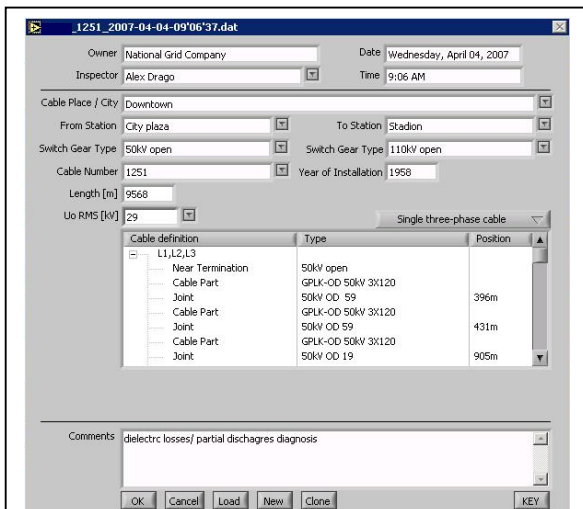 _1251_2007-04-04-09'06'37.dat
Owner National Grid Company Date Wednesday, April 04, 2007
Inspector Alex Drago Time 9:06 AM
Cable Place / City Downtown
From Station City plaza To Station Stadion
Switch Gear Type 50kV open Switch Gear Type 110kV open
Cable Number 1251 Year of Installation 1958
Length [m] 9568
Uo RMS [kV] 29 Single three-phase cable
Cable definition Type Position
L1,L2,L3
Near Termination 50kV open
Cable Part GPLK-OD 50kV 3X120
Joint 50kV OD 59 396m
Cable Part GPLK-OD 50kV 3X120
Joint 50kV OD 59 431m
Cable Part GPLK-OD 50kV 3X120
Joint 50kV OD 19 905m
Comments dielectrc losses/ partial dischagres diagnosis
OK Cancel Load New Clone KEY